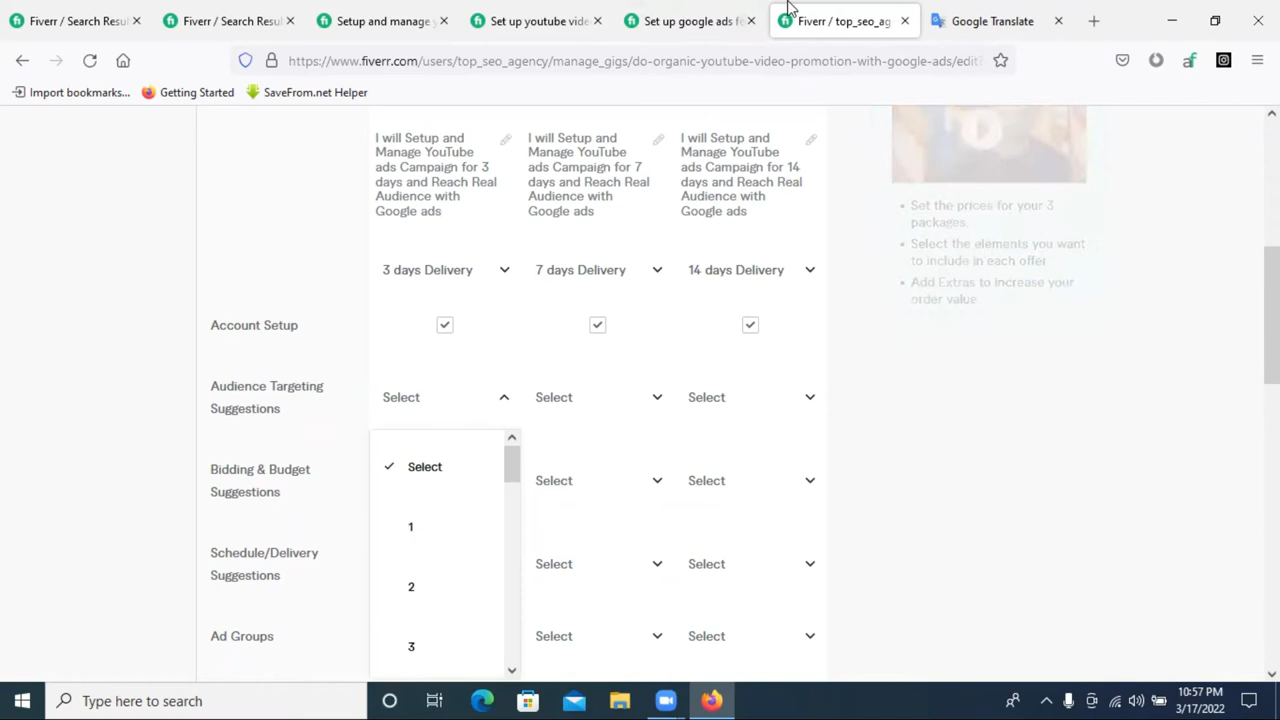 Fiverr / Search Resul
Fiverr / Search Resul
Setup and manage y
Set up youtube vide
Set up google ads fo
Fiverr / top_seo_ag
Google Translate
https://www.fiverr.com/users/top_seo_agency/manage_gigs/do-organic-youtube-video-promotion-with-google-ads/edit?
Import bookmarks...
Getting Started
SaveFrom.net Helper
I will Setup and
Manage YouTube
ads Campaign for 3
days and Reach Real
Audience with
Google ads
I will Setup and
Manage YouTube
ads Campaign for 7
days and Reach Real
Audience with
Google ads
I will Setup and
Manage YouTube
ads Campaign for 14
days and Reach Real
Audience with
Google ads
Set the prices for your 3
packages.
Select the elements you want
to include in each offer
Add Extras to increase your
order value
3 days Delivery
7 days Delivery
14 days Delivery
Account Setup
Audience Targeting
Suggestions
Select
Select
Select
Select
1
2
3
Bidding & Budget
Suggestions
Select
Select
Schedule/Delivery
Suggestions
Select
Select
Ad Groups
Select
Select
Type here to search
10:57 PM
3/17/2022